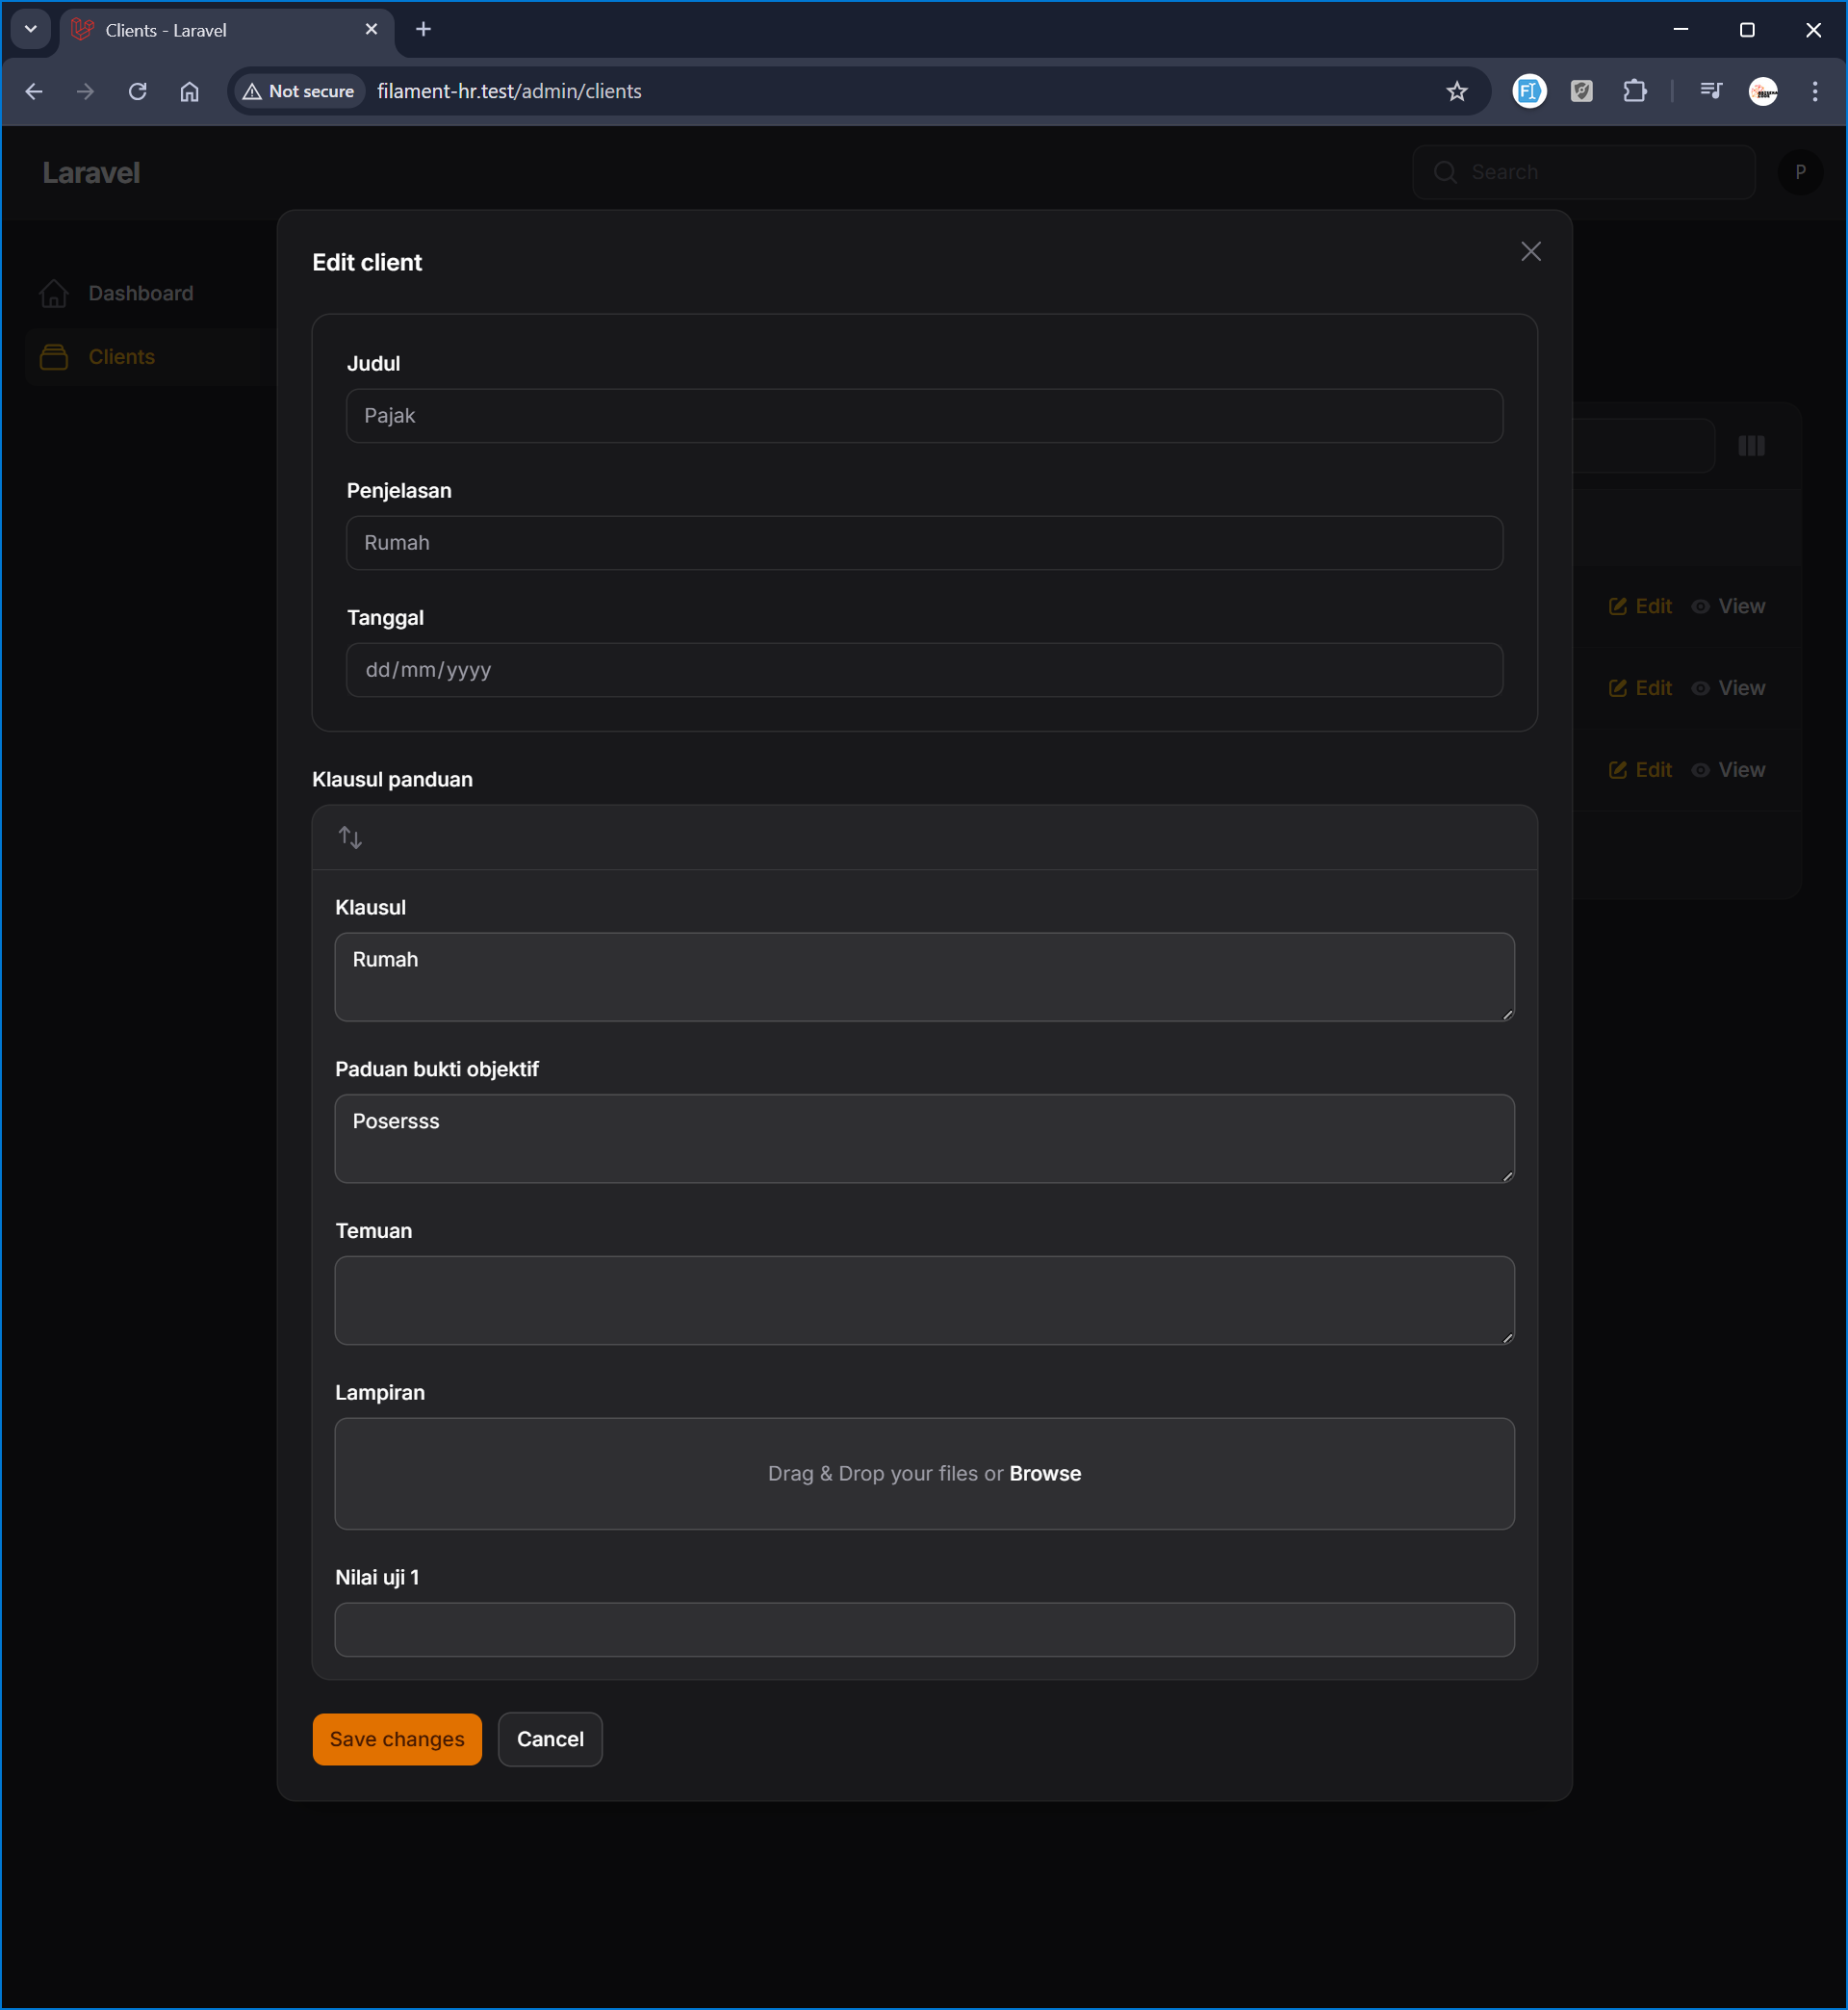 Clients - Laravel
Not secure
filament-hr.test/admin/clients
Laravel
Search
P
Dashboard
Clients
Edit client
Judul
Pajak
Penjelasan
Rumah
Tanggal
dd/mm/yyyy
Edit View
Edit View
Edit View
Klausul panduan
Klausul
Rumah
Paduan bukti objektif
Posersss
Temuan
Lampiran
Drag & Drop your files or Browse
Nilai uji 1
Save changes
Cancel